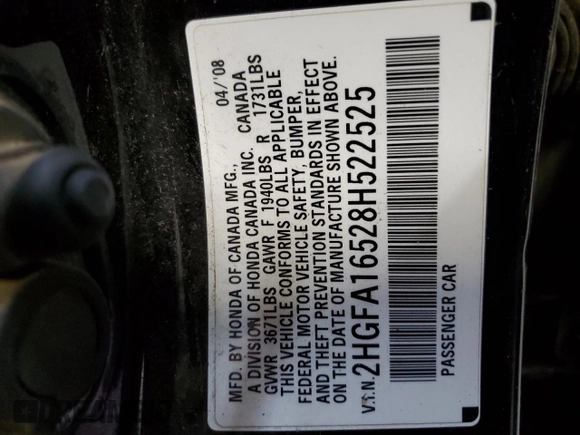 MFD. BY HONDA OF CANADA MFG., 04/'08
A DIVISION OF HONDA CANADA INC. CANADA
GVWR 3671LBS GAWR F 1940LBS R 1731LBS
THIS VEHICLE CONFORMS TO ALL APPLICABLE
FEDERAL MOTOR VEHICLE SAFETY, BUMPER,
AND THEFT PREVENTION STANDARDS IN EFFECT
ON THE DATE OF MANUFACTURE SHOWN ABOVE.
V.I.N. 2HGFA16528H522525
PASSENGER CAR